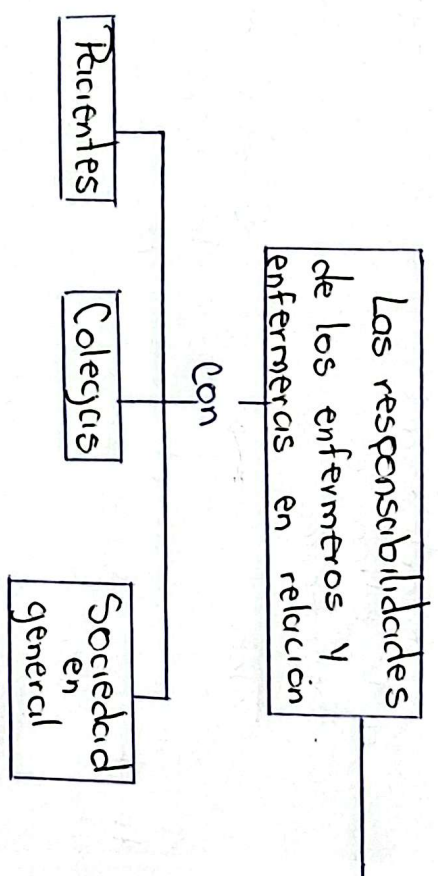 Las responsabilidades
de los enfermeros y
enfermeras en relación
con
Pacientes
Colegas
Sociedad
en
general